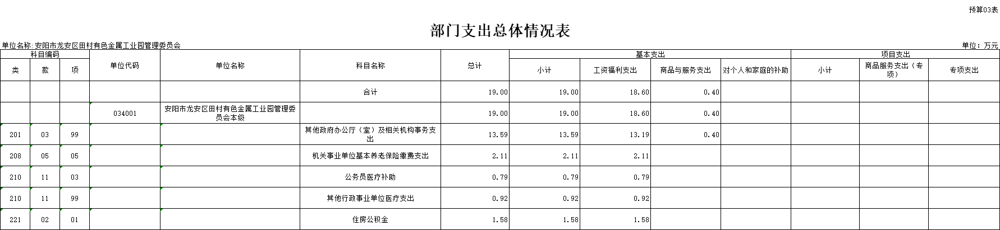 预算03表
部门支出总体情况表
单位名称:安阳市龙安区田村有色金属工业园管理委员会 单位：万元
科目编码 单位代码 单位名称 科目名称 总计 基本支出 项目支出
类 款 项 小计 工资福利支出 商品与服务支出 对个人和家庭的补助 小计 商品服务支出（专项） 专项支出
合计 19.00 19.00 18.60 0.40
034001 安阳市龙安区田村有色金属工业园管理委员会本级 19.00 19.00 18.60 0.40
201 03 99 其他政府办公厅（室）及相关机构事务支出 13.59 13.59 13.19 0.40
208 05 05 机关事业单位基本养老保险缴费支出 2.11 2.11 2.11
210 11 03 公务员医疗补助 0.79 0.79 0.79
210 11 99 其他行政事业单位医疗支出 0.92 0.92 0.92
221 02 01 住房公积金 1.58 1.58 1.58